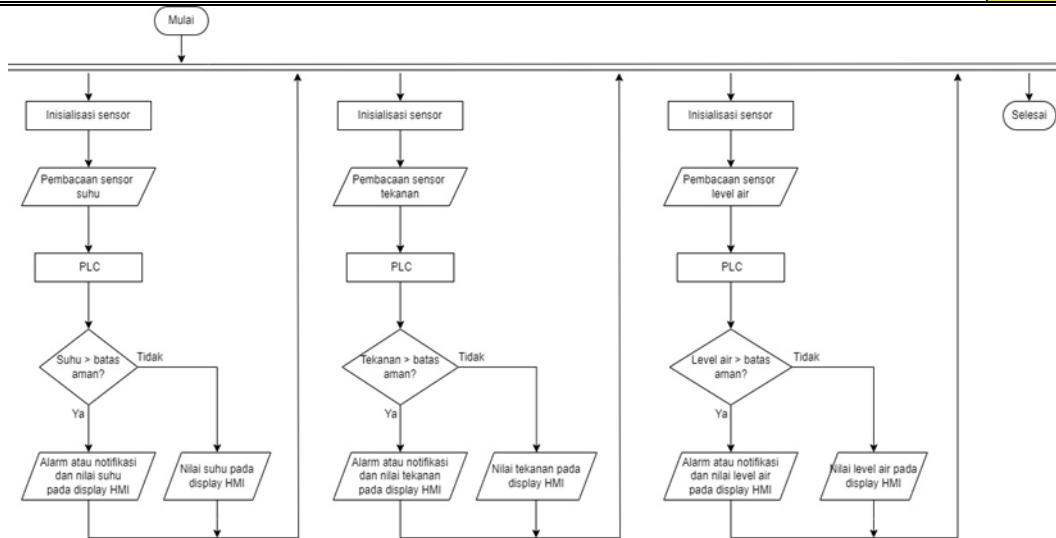 Mulai
Inisialisasi sensor
Inisialisasi sensor
Inisialisasi sensor
Selesai
Pembacaan sensor
suhu
Pembacaan sensor
tekanan
Pembacaan sensor
level air
PLC
PLC
PLC
Suhu > batas
aman?
Tidak
Ya
Tekanan > batas
aman?
Tidak
Ya
Level air > batas
aman?
Tidak
Ya
Alarm atau notifikasi
dan nilai suhu
pada display HMI
Nilai suhu pada
display HMI
Alarm atau notifikasi
dan nilai tekanan
pada display HMI
Nilai tekanan pada
display HMI
Alarm atau notifikasi
dan nilai level air
pada display HMI
Nilai level air pada
display HMI